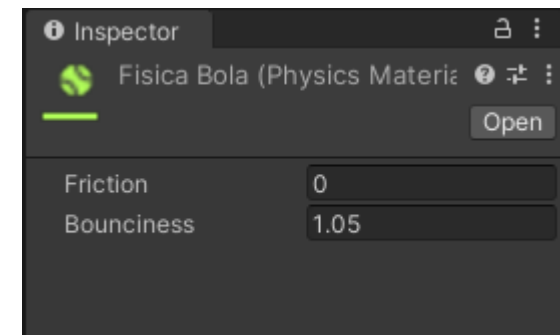 Inspector
Fisica Bola (Physics Materia
Open
Friction 0
Bounciness 1.05